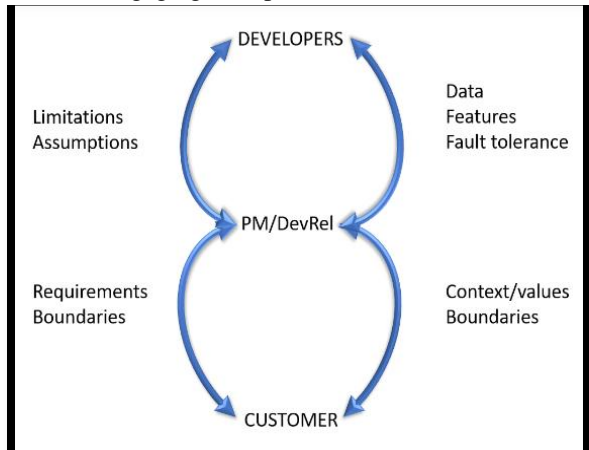 DEVELOPERS
Limitations
Assumptions
Data
Features
Fault tolerance
PM/DevRel
Requirements
Boundaries
Context/values
Boundaries
CUSTOMER